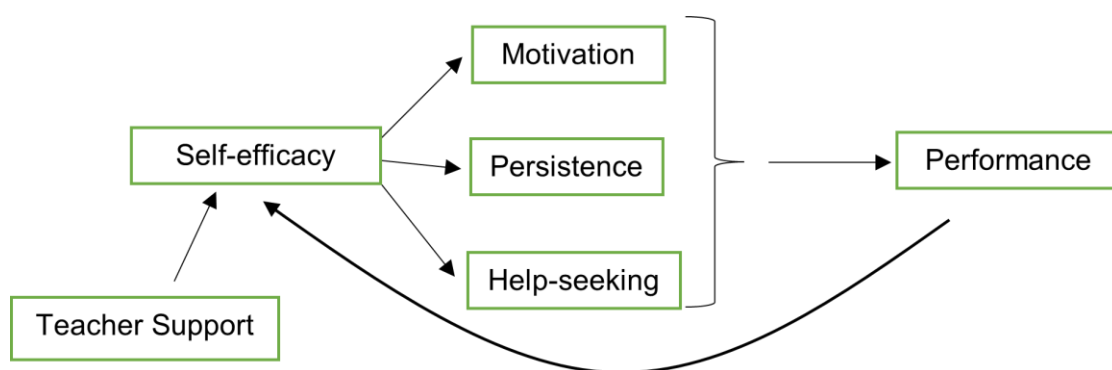 Motivation
Self-efficacy
Persistence
Performance
Help-seeking
Teacher Support